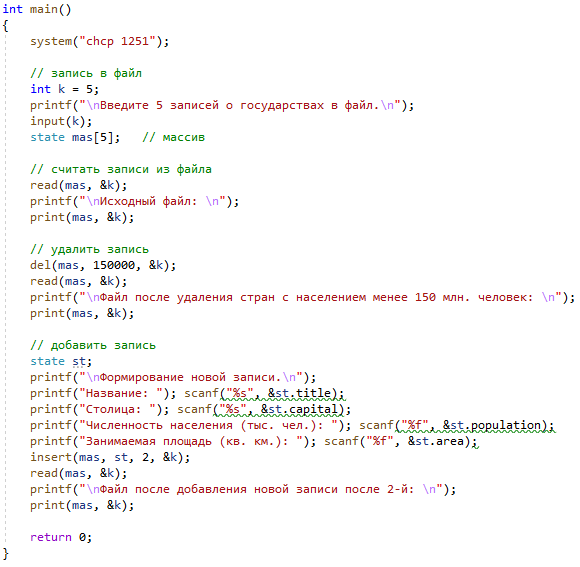 int main()
{
system("chcp 1251");
// запись в файл
int k = 5;
printf("\nВведите 5 записей о государствах в файл.\n");
input(k);
state mas[5];   // массив
// считать записи из файла
read(mas, &k);
printf("\nИсходный файл: \n");
print(mas, &k);
// удалить запись
del(mas, 150000, &k);
read(mas, &k);
printf("\nФайл после удаления стран с населением менее 150 млн. человек: \n");
print(mas, &k);
// добавить запись
state st;
printf("\nФормирование новой записи.\n");
printf("Название: "); scanf("%s", &st.title);
printf("Столица: "); scanf("%s", &st.capital);
printf("Численность населения (тыс. чел.): "); scanf("%f", &st.population);
printf("Занимаемая площадь (кв. км.): "); scanf("%f", &st.area);
insert(mas, st, 2, &k);
read(mas, &k);
printf("\nФайл после добавления новой записи после 2-й: \n");
print(mas, &k);
return 0;
}